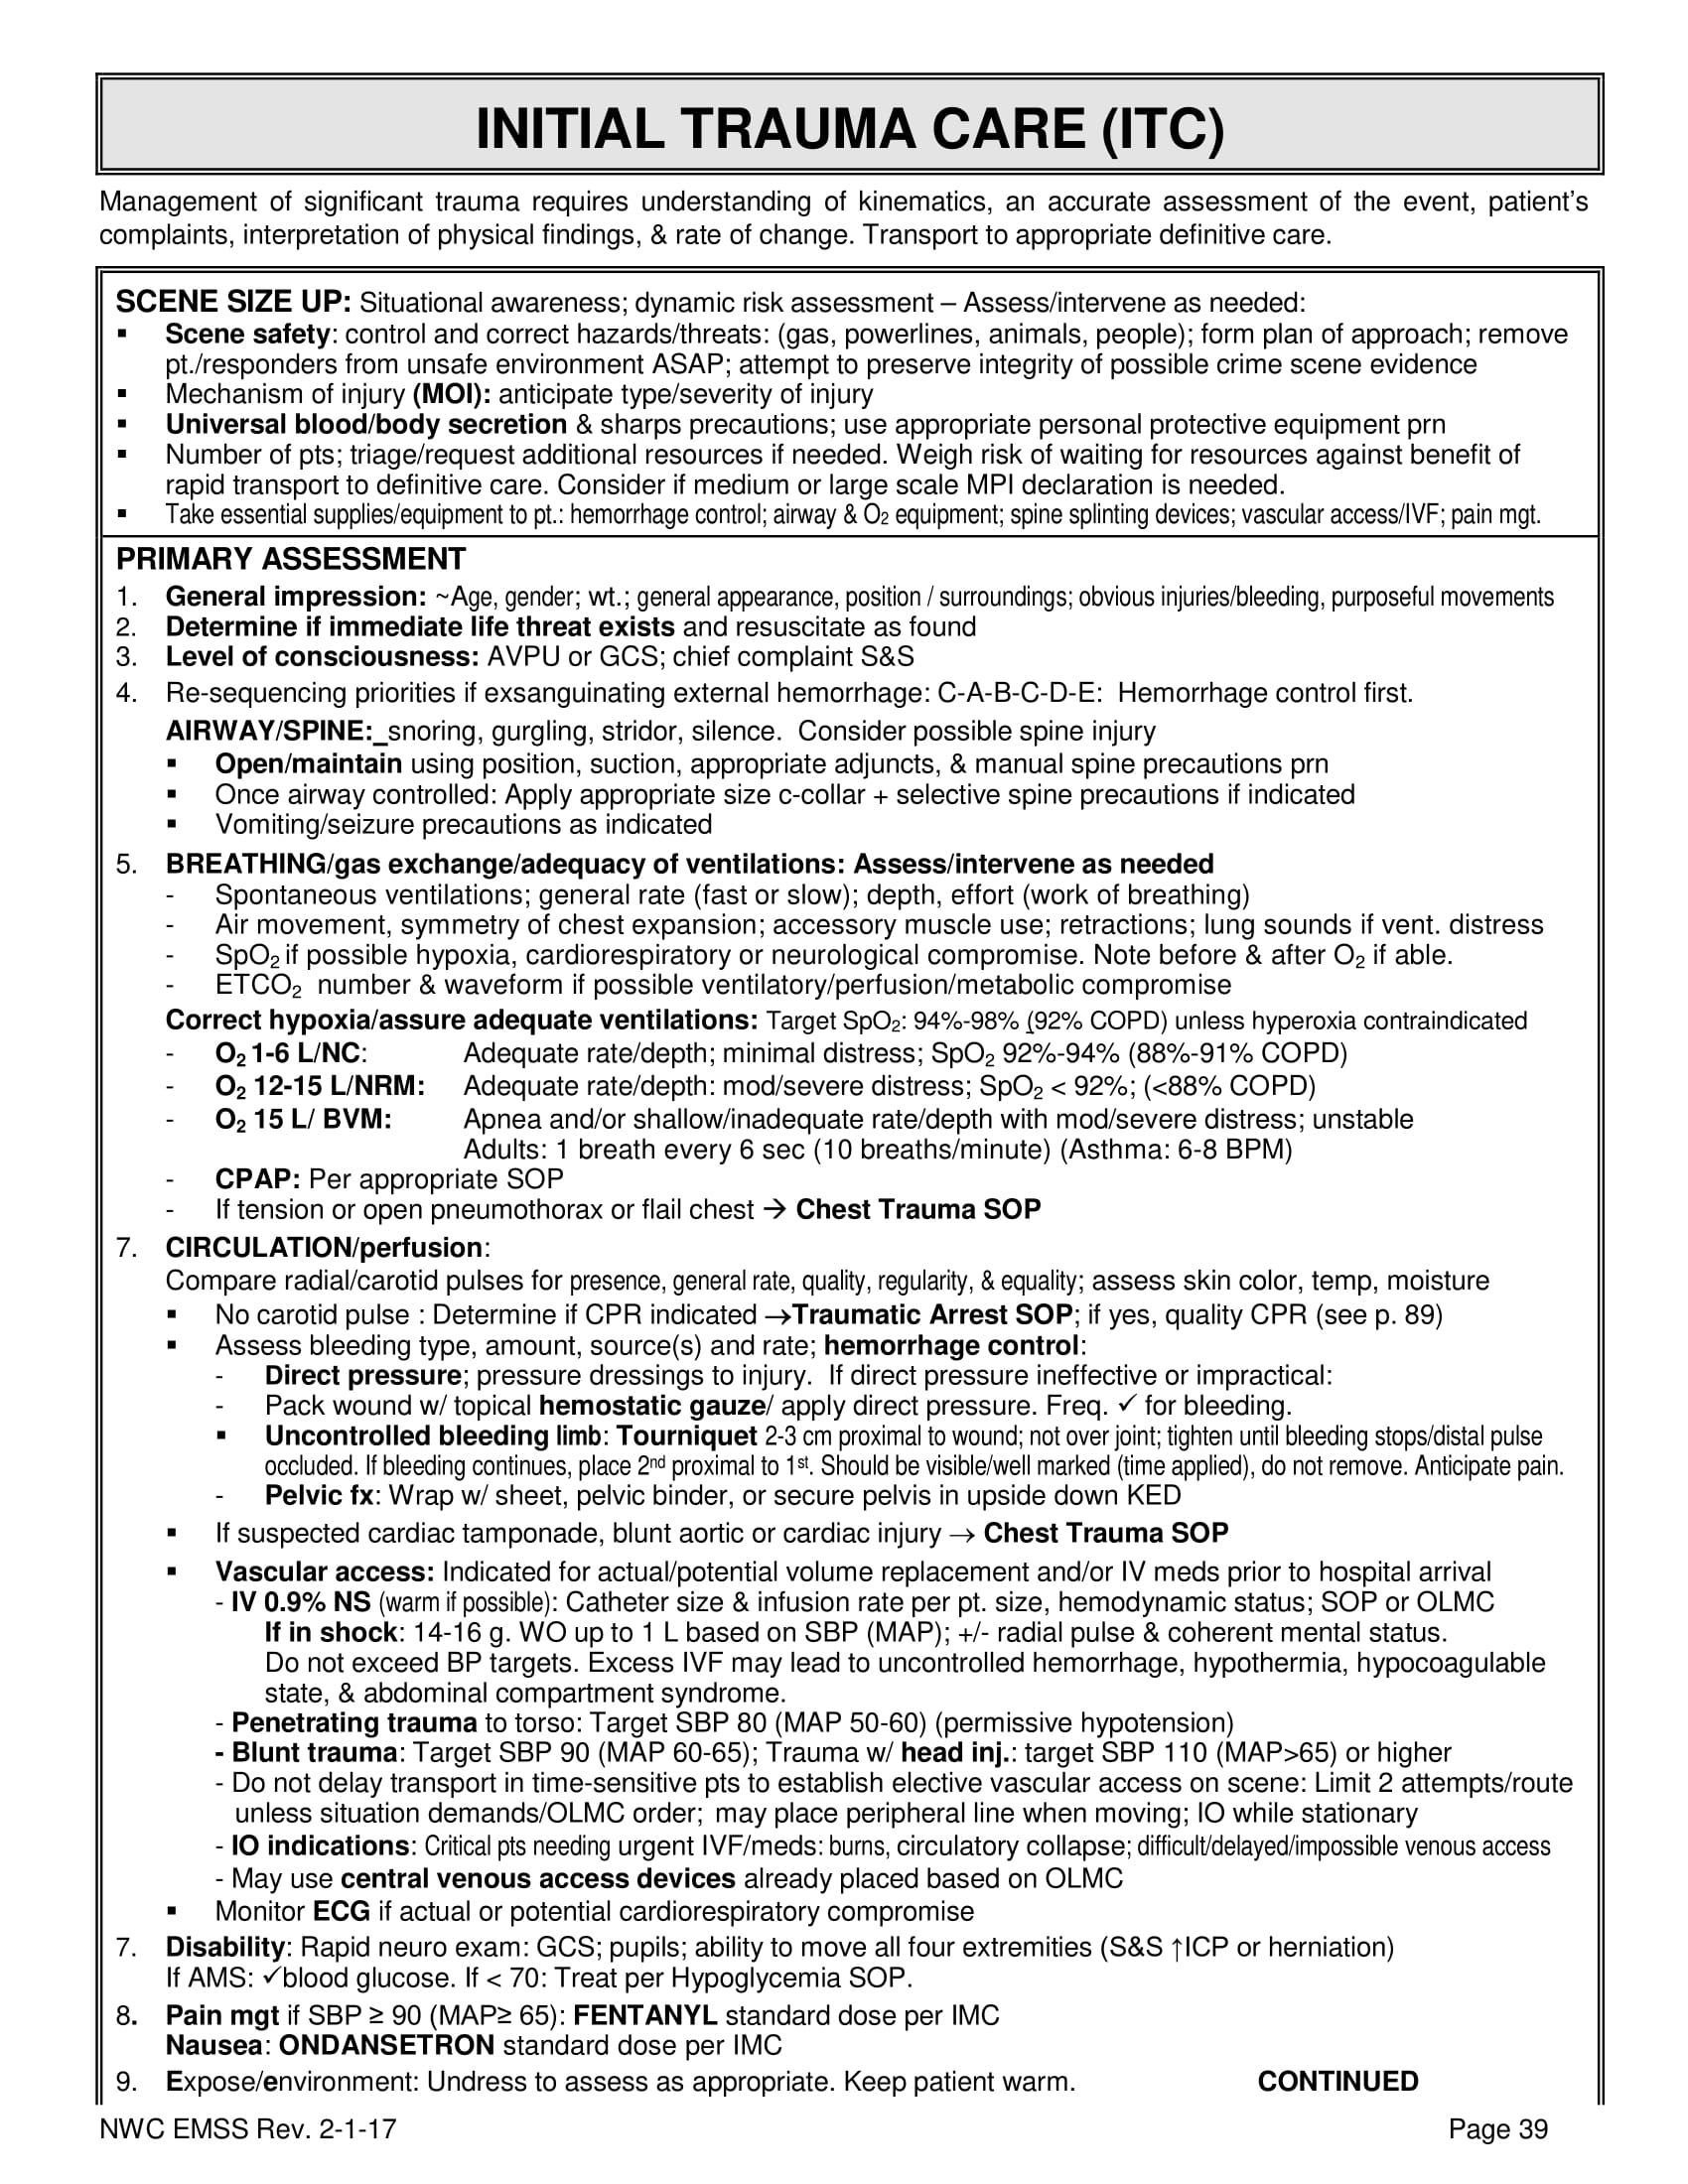 INITIAL TRAUMA CARE (ITC)
Management of significant trauma requires understanding of kinematics, an accurate assessment of the event, patient’s
complaints, interpretation of physical findings, & rate of change. Transport to appropriate definitive care.
SCENE SIZE UP: Situational awareness; dynamic risk assessment – Assess/intervene as needed:
▪ Scene safety: control and correct hazards/threats: (gas, powerlines, animals, people); form plan of approach; remove
pt./responders from unsafe environment ASAP; attempt to preserve integrity of possible crime scene evidence
▪ Mechanism of injury (MOI): anticipate type/severity of injury
▪ Universal blood/body secretion & sharps precautions; use appropriate personal protective equipment prn
▪ Number of pts; triage/request additional resources if needed. Weigh risk of waiting for resources against benefit of
rapid transport to definitive care. Consider if medium or large scale MPI declaration is needed.
▪ Take essential supplies/equipment to pt.: hemorrhage control; airway & O2 equipment; spine splinting devices; vascular access/IVF; pain mgt.
PRIMARY ASSESSMENT
1. General impression: ~Age, gender; wt.; general appearance, position / surroundings; obvious injuries/bleeding, purposeful movements
2. Determine if immediate life threat exists and resuscitate as found
3. Level of consciousness: AVPU or GCS; chief complaint S&S
4. Re-sequencing priorities if exsanguinating external hemorrhage: C-A-B-C-D-E: Hemorrhage control first.
AIRWAY/SPINE:_snoring, gurgling, stridor, silence. Consider possible spine injury
▪ Open/maintain using position, suction, appropriate adjuncts, & manual spine precautions prn
▪ Once airway controlled: Apply appropriate size c-collar + selective spine precautions if indicated
▪ Vomiting/seizure precautions as indicated
5. BREATHING/gas exchange/adequacy of ventilations: Assess/intervene as needed
- Spontaneous ventilations; general rate (fast or slow); depth, effort (work of breathing)
- Air movement, symmetry of chest expansion; accessory muscle use; retractions; lung sounds if vent. distress
- SpO2 if possible hypoxia, cardiorespiratory or neurological compromise. Note before & after O2 if able.
- ETCO2 number & waveform if possible ventilatory/perfusion/metabolic compromise
Correct hypoxia/assure adequate ventilations: Target SpO2: 94%-98% (92% COPD) unless hyperoxia contraindicated
- O2 1-6 L/NC: Adequate rate/depth; minimal distress; SpO2 92%-94% (88%-91% COPD)
- O2 12-15 L/NRM: Adequate rate/depth: mod/severe distress; SpO2 < 92%; (<88% COPD)
- O2 15 L/ BVM: Apnea and/or shallow/inadequate rate/depth with mod/severe distress; unstable
Adults: 1 breath every 6 sec (10 breaths/minute) (Asthma: 6-8 BPM)
- CPAP: Per appropriate SOP
- If tension or open pneumothorax or flail chest → Chest Trauma SOP
7. CIRCULATION/perfusion:
Compare radial/carotid pulses for presence, general rate, quality, regularity, & equality; assess skin color, temp, moisture
▪ No carotid pulse : Determine if CPR indicated →Traumatic Arrest SOP; if yes, quality CPR (see p. 89)
▪ Assess bleeding type, amount, source(s) and rate; hemorrhage control:
- Direct pressure; pressure dressings to injury. If direct pressure ineffective or impractical:
- Pack wound w/ topical hemostatic gauze/ apply direct pressure. Freq. ✓ for bleeding.
▪ Uncontrolled bleeding limb: Tourniquet 2-3 cm proximal to wound; not over joint; tighten until bleeding stops/distal pulse
occluded. If bleeding continues, place 2nd proximal to 1st. Should be visible/well marked (time applied), do not remove. Anticipate pain.
- Pelvic fx: Wrap w/ sheet, pelvic binder, or secure pelvis in upside down KED
▪ If suspected cardiac tamponade, blunt aortic or cardiac injury → Chest Trauma SOP
▪ Vascular access: Indicated for actual/potential volume replacement and/or IV meds prior to hospital arrival
- IV 0.9% NS (warm if possible): Catheter size & infusion rate per pt. size, hemodynamic status; SOP or OLMC
If in shock: 14-16 g. WO up to 1 L based on SBP (MAP); +/- radial pulse & coherent mental status.
Do not exceed BP targets. Excess IVF may lead to uncontrolled hemorrhage, hypothermia, hypocoagulable
state, & abdominal compartment syndrome.
- Penetrating trauma to torso: Target SBP 80 (MAP 50-60) (permissive hypotension)
- Blunt trauma: Target SBP 90 (MAP 60-65); Trauma w/ head inj.: target SBP 110 (MAP>65) or higher
- Do not delay transport in time-sensitive pts to establish elective vascular access on scene: Limit 2 attempts/route
unless situation demands/OLMC order; may place peripheral line when moving; IO while stationary
- IO indications: Critical pts needing urgent IVF/meds: burns, circulatory collapse; difficult/delayed/impossible venous access
- May use central venous access devices already placed based on OLMC
▪ Monitor ECG if actual or potential cardiorespiratory compromise
7. Disability: Rapid neuro exam: GCS; pupils; ability to move all four extremities (S&S ↑ICP or herniation)
If AMS: ✓blood glucose. If < 70: Treat per Hypoglycemia SOP.
8. Pain mgt if SBP ≥ 90 (MAP≥ 65): FENTANYL standard dose per IMC
Nausea: ONDANSETRON standard dose per IMC
9. Expose/environment: Undress to assess as appropriate. Keep patient warm. CONTINUED
NWC EMSS Rev. 2-1-17 Page 39